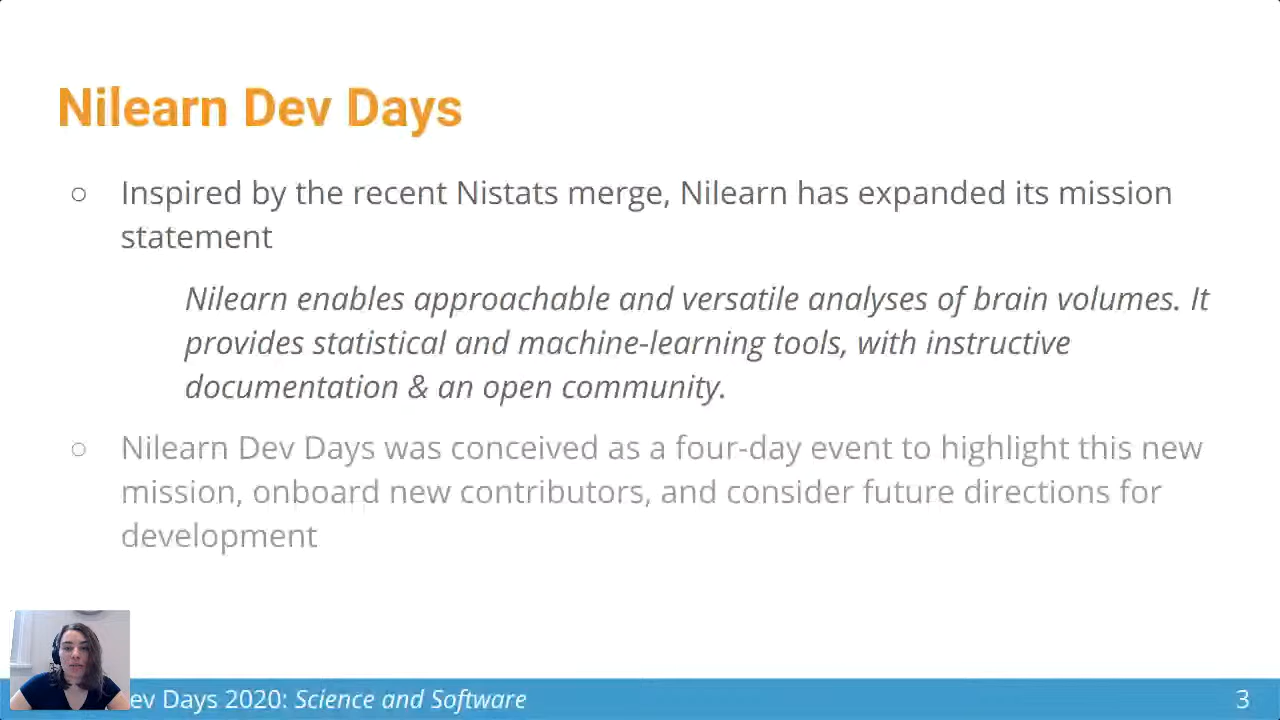 Nilearn Dev Days
○ Inspired by the recent Nistats merge, Nilearn has expanded its mission
statement
Nilearn enables approachable and versatile analyses of brain volumes. It
provides statistical and machine-learning tools, with instructive
documentation & an open community.
○ Nilearn Dev Days was conceived as a four-day event to highlight this new
mission, onboard new contributors, and consider future directions for
development
ev Days 2020: Science and Software
3